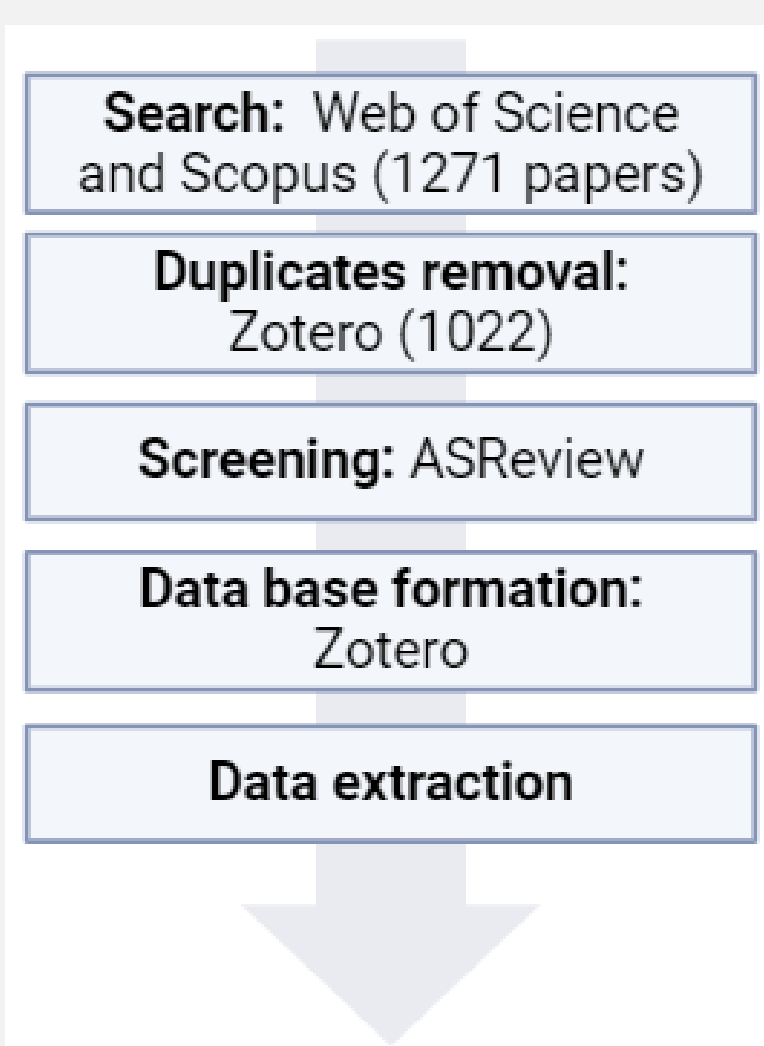 Search: Web of Science
and Scopus (1271 papers)
Duplicates removal:
Zotero (1022)
Screening: ASReview
Data base formation:
Zotero
Data extraction